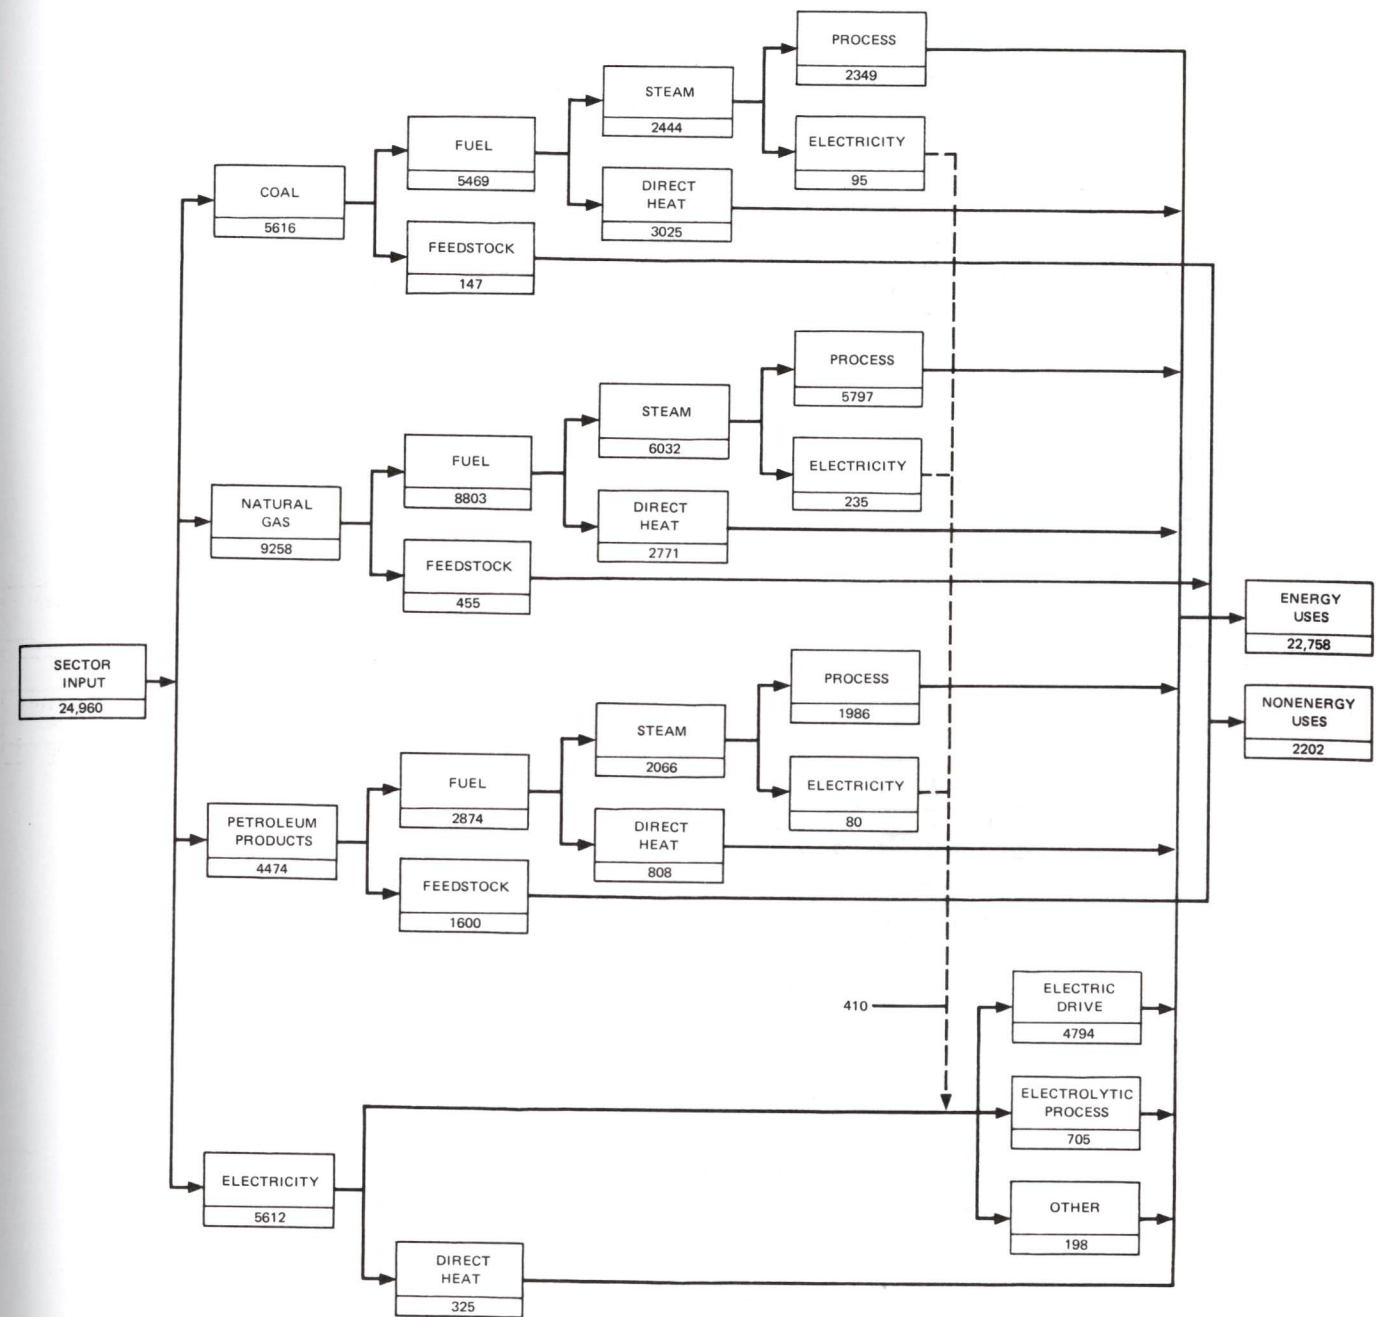 PROCESS
2349
STEAM
2444
ELECTRICITY
95
FUEL
5469
DIRECT
HEAT
3025
COAL
5616
FEEDSTOCK
147
PROCESS
5797
STEAM
6032
ELECTRICITY
235
FUEL
8803
DIRECT
HEAT
2771
NATURAL
GAS
9258
FEEDSTOCK
455
ENERGY
USES
22,758
SECTOR
INPUT
24,960
NONENERGY
USES
2202
PROCESS
1986
STEAM
2066
ELECTRICITY
80
FUEL
2874
DIRECT
HEAT
808
PETROLEUM
PRODUCTS
4474
FEEDSTOCK
1600
410
ELECTRIC
DRIVE
4794
ELECTROLYTIC
PROCESS
705
ELECTRICITY
5612
OTHER
198
DIRECT
HEAT
325